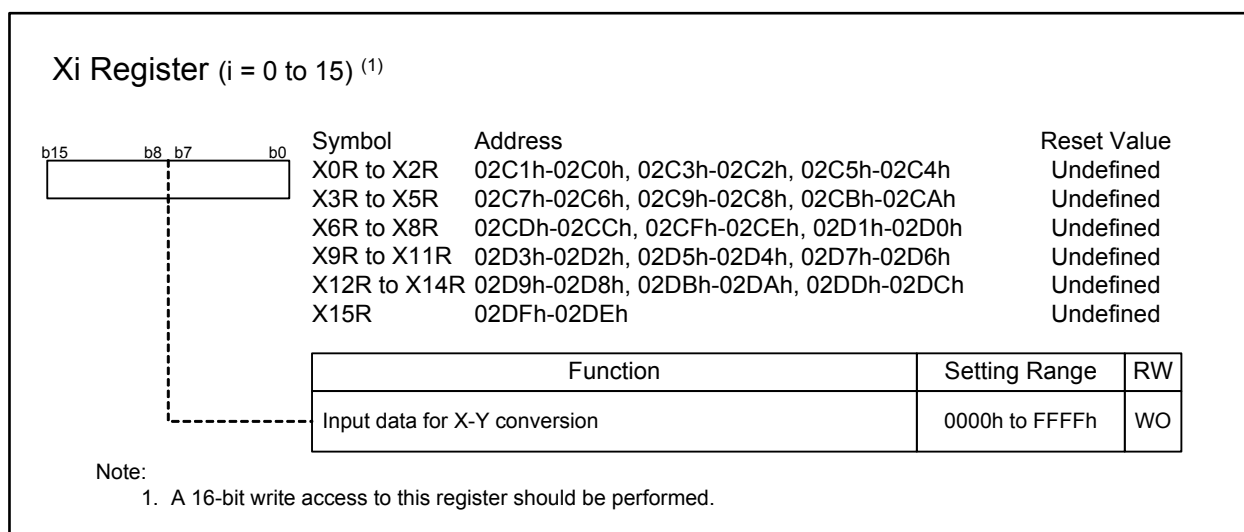 Xi Register (i = 0 to 15) (1)
b15 b8 b7 b0
Symbol Address Reset Value
X0R to X2R 02C1h-02C0h, 02C3h-02C2h, 02C5h-02C4h Undefined
X3R to X5R 02C7h-02C6h, 02C9h-02C8h, 02CBh-02CAh Undefined
X6R to X8R 02CDh-02CCh, 02CFh-02CEh, 02D1h-02D0h Undefined
X9R to X11R 02D3h-02D2h, 02D5h-02D4h, 02D7h-02D6h Undefined
X12R to X14R 02D9h-02D8h, 02DBh-02DAh, 02DDh-02DCh Undefined
X15R 02DFh-02DEh Undefined
Function Setting Range RW
Input data for X-Y conversion 0000h to FFFFh WO
Note:
1. A 16-bit write access to this register should be performed.